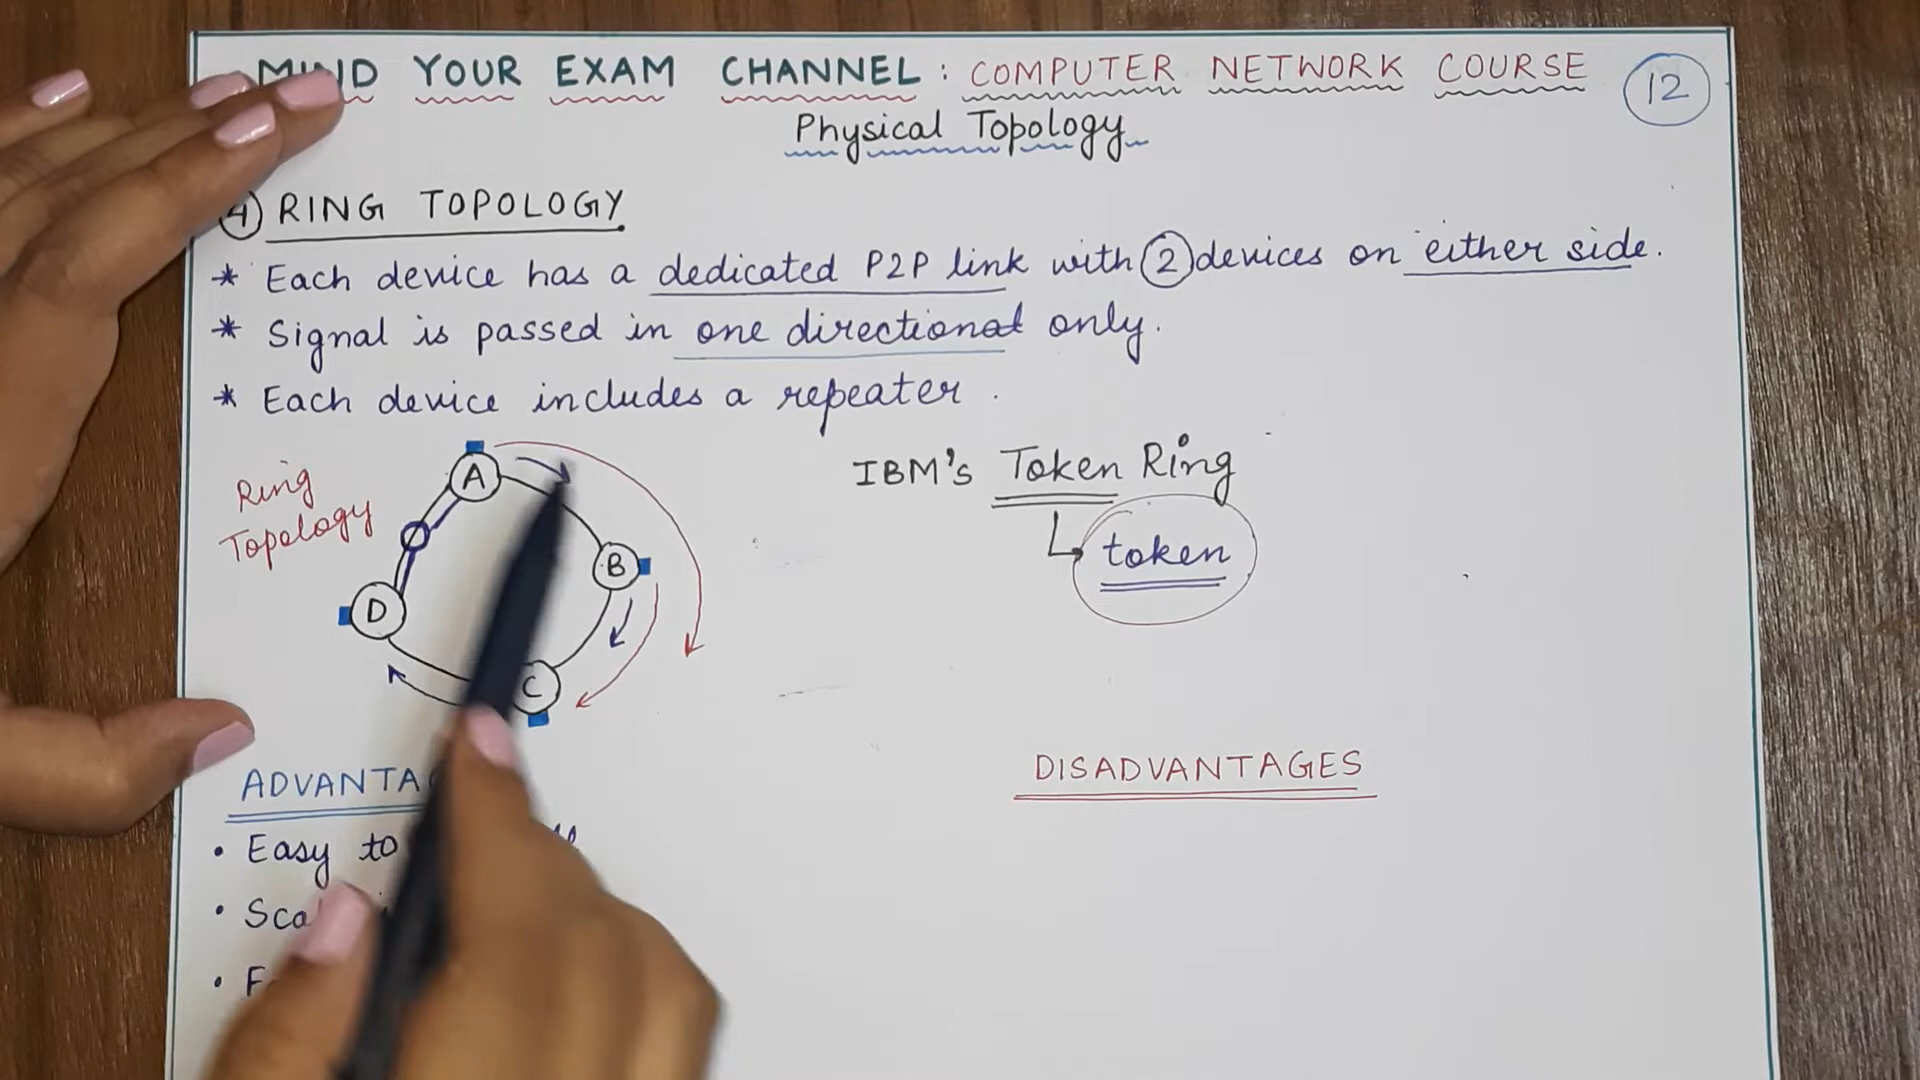 MIND YOUR EXAM CHANNEL : COMPUTER NETWORK COURSE
12
Physical Topology
4 RING TOPOLOGY
* Each device has a dedicated P2P link with 2 devices on either side.
* Signal is passed in one directional only.
* Each device includes a repeater.
Ring
Topology
A
B
C
D
IBM's Token Ring
token
ADVANTA
DISADVANTAGES
• Easy to